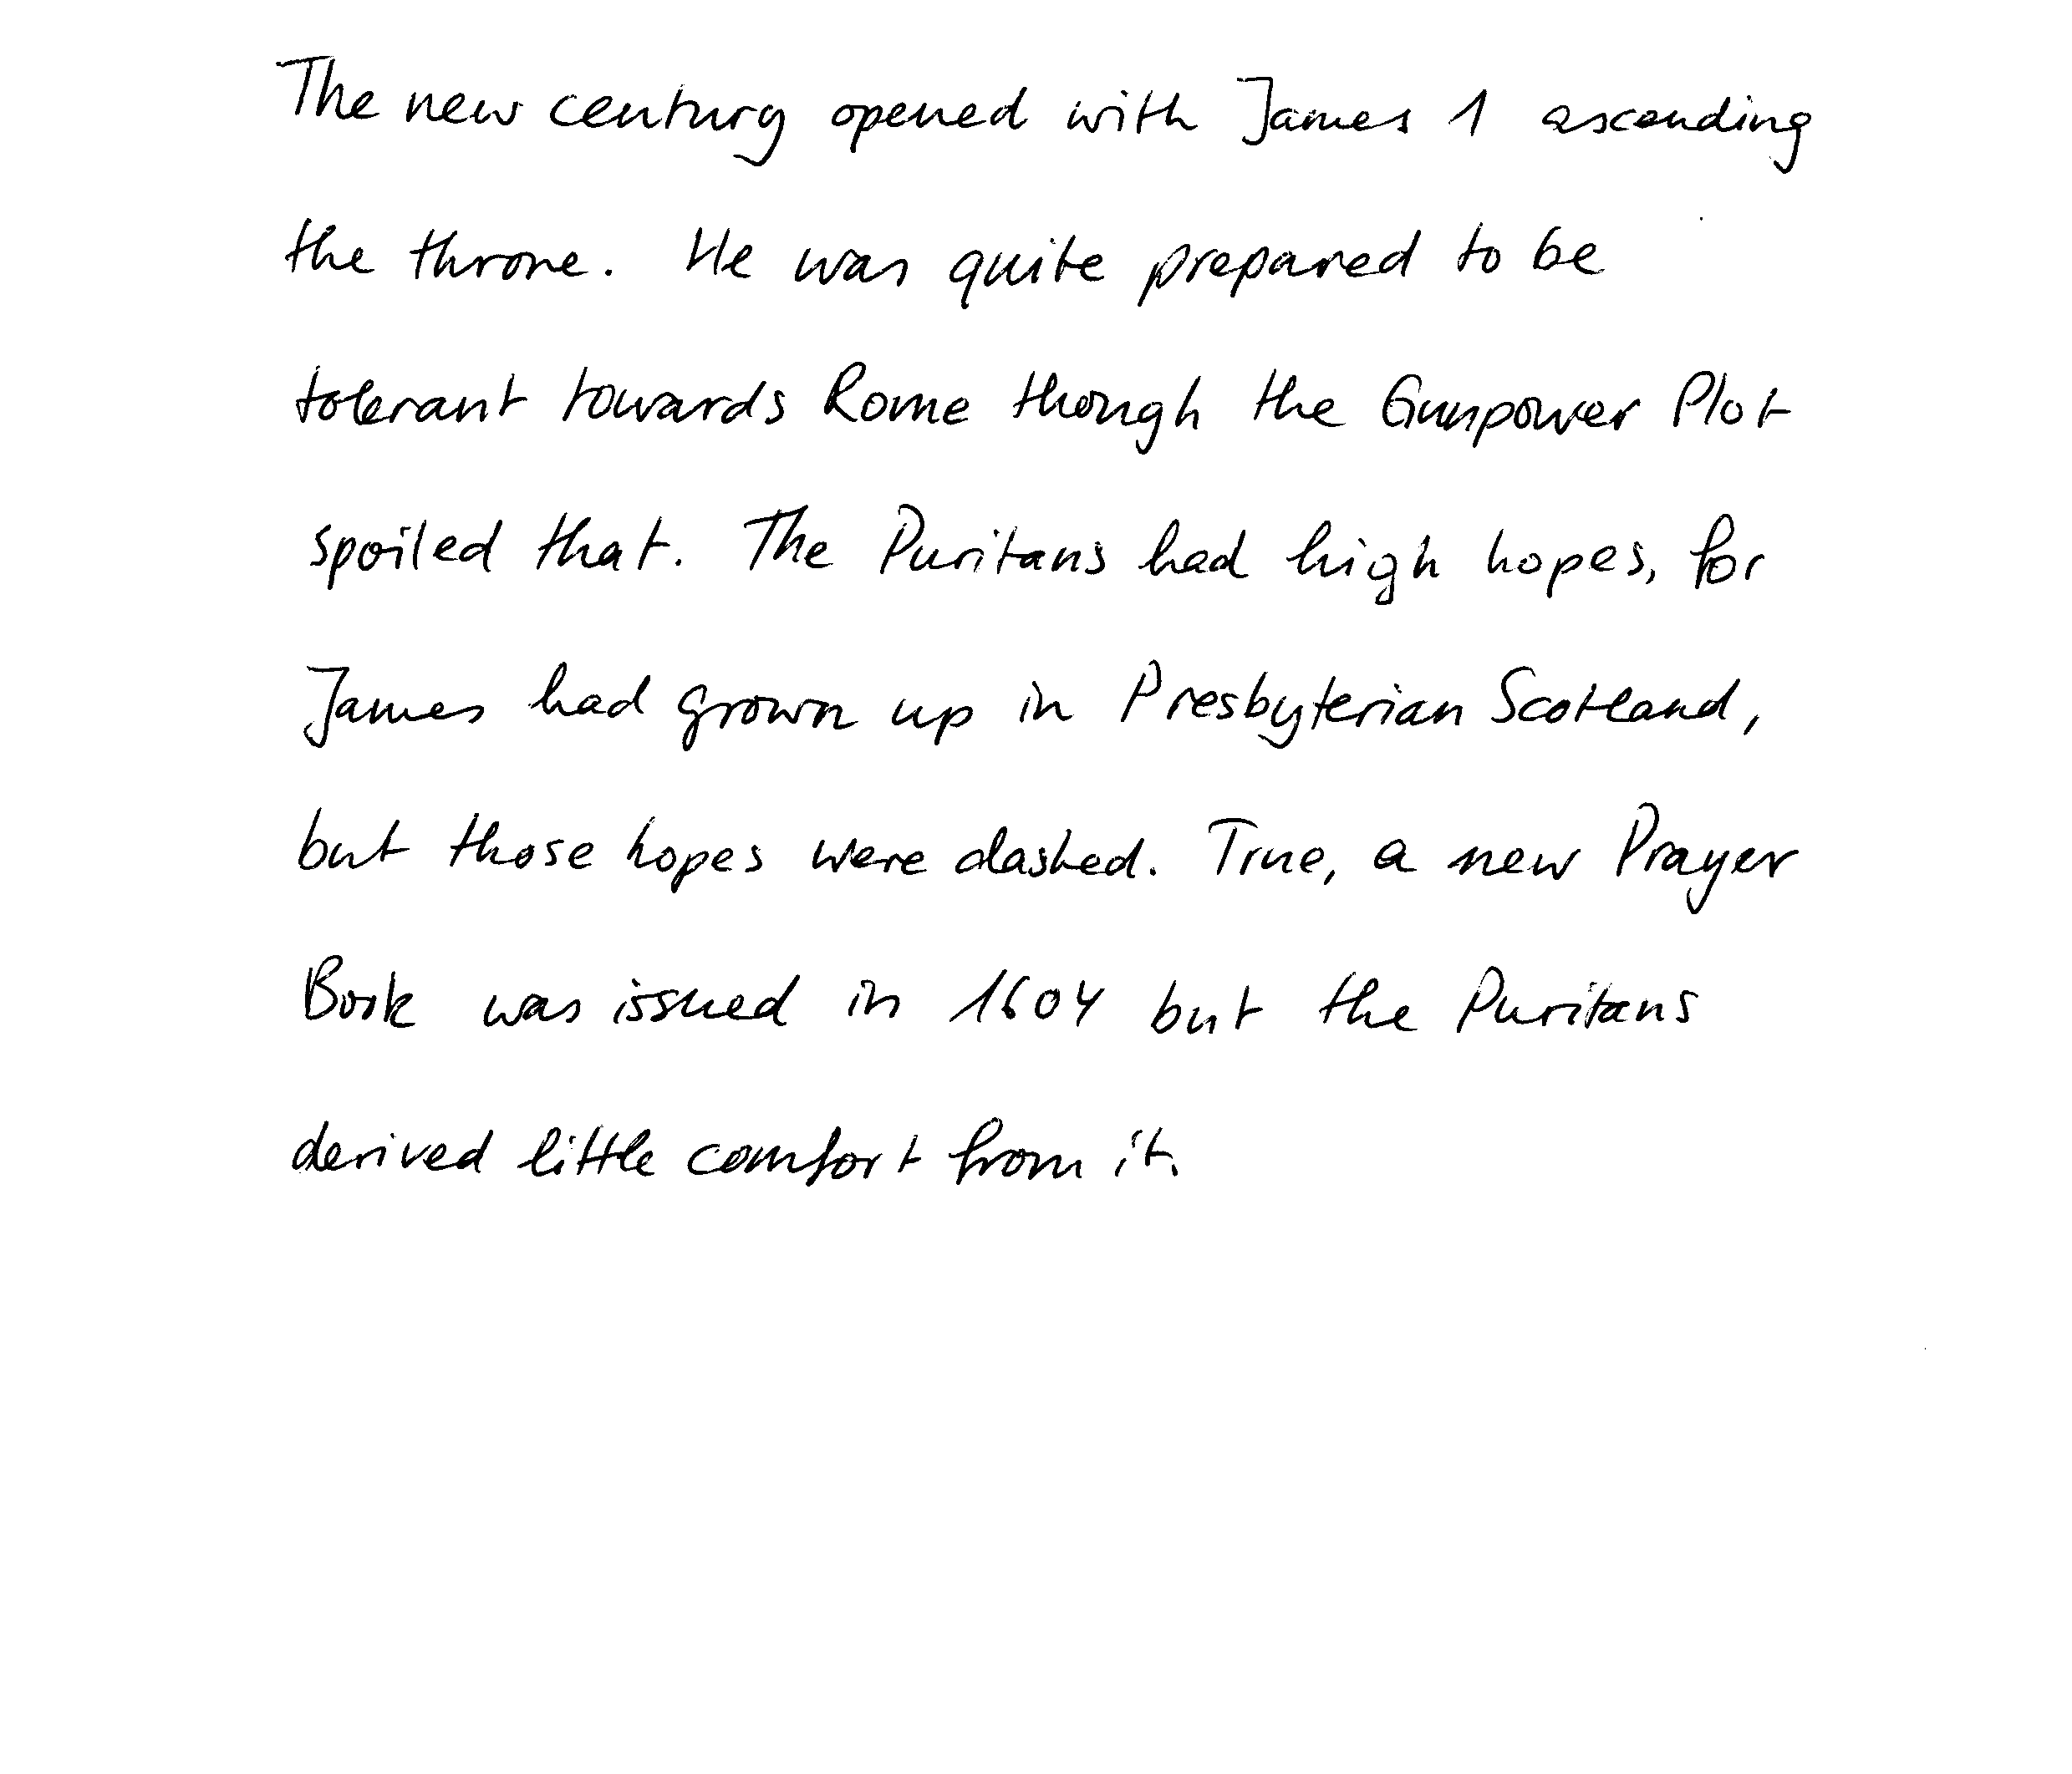 The new century opened with James 1 ascending
the throne. He was quite prepared to be
tolerant towards Rome though the Gunpower Plot
spoiled that. The Puritans had high hopes, for
James had grown up in Presbyterian Scotland,
but those hopes were dashed. True, a new Prayer
Book was issued in 1604 but the Puritans
derived little comfort from it.